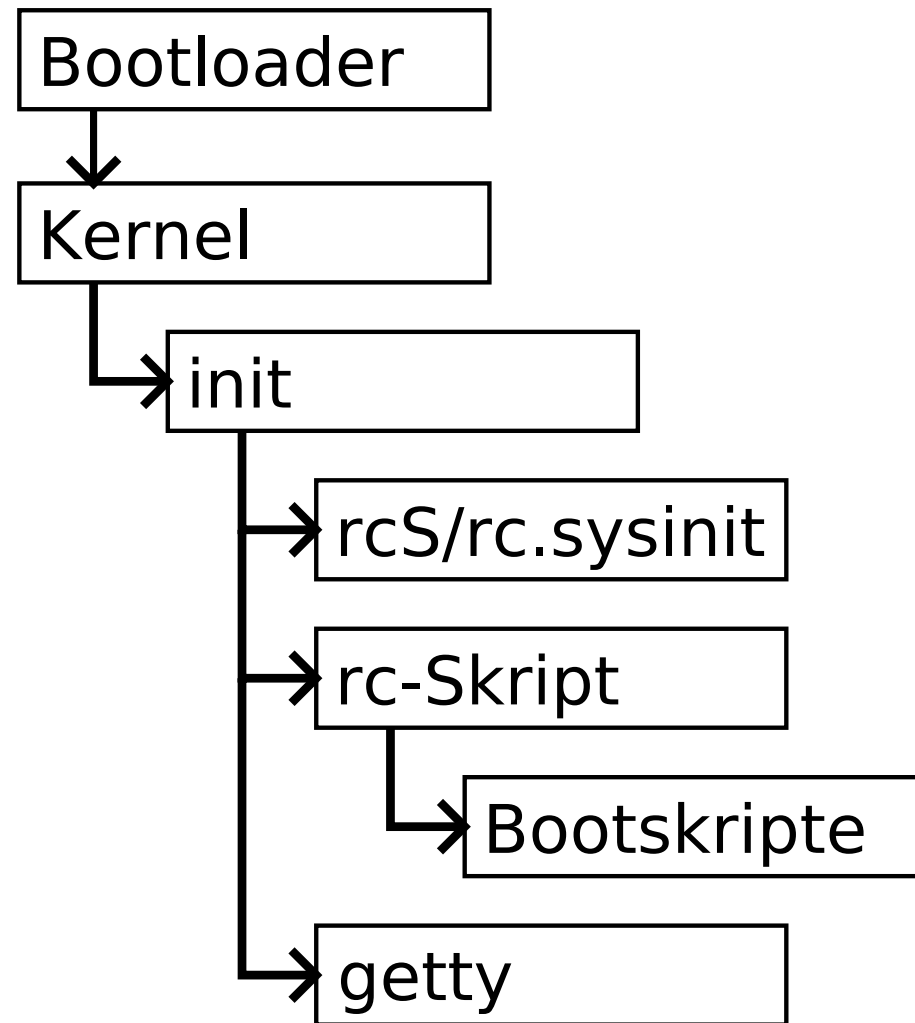 Bootloader
Kernel
init
rcS/rc.sysinit
rc-Skript
Bootskripte
getty